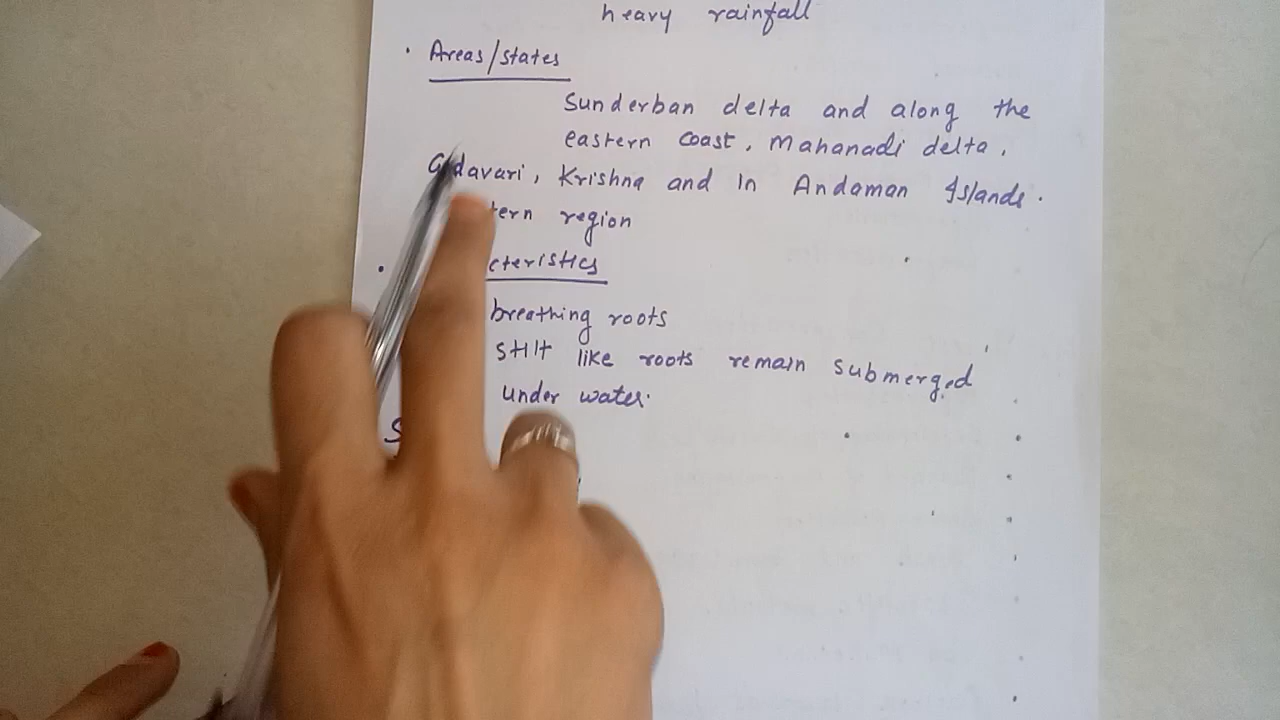 heavy rainfall
· Areas/states
Sunderban delta and along the
eastern coast, Mahanadi delta,
Godavari, Krishna and in Andaman Islands.
region
breathing roots
stilt like roots remain submerged
under water.